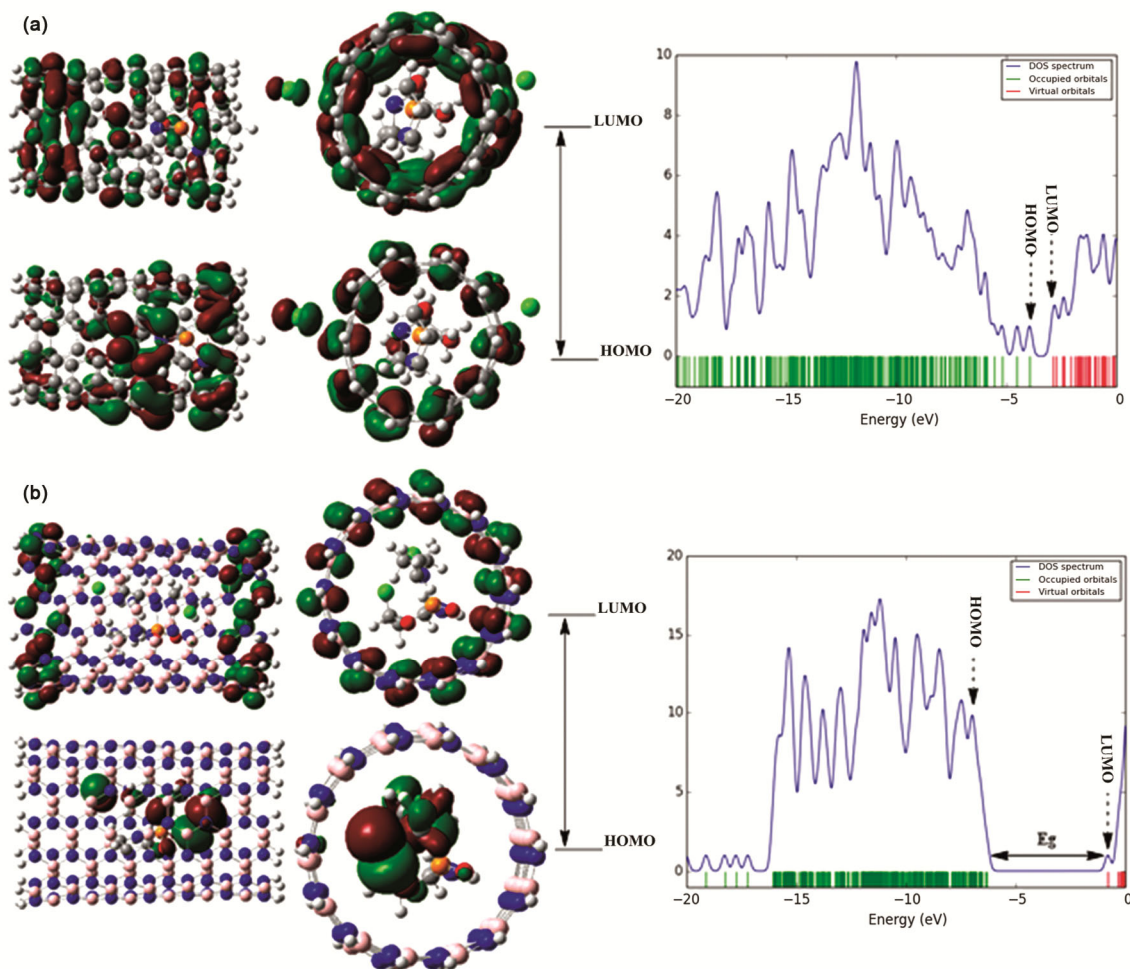 (a)
LUMO
HOMO
10
8
6
4
2
0
DOS spectrum
Occupied orbitals
Virtual orbitals
HOMO
LUMO
−20
−15
−10
−5
0
Energy (eV)
(b)
LUMO
HOMO
20
15
10
5
0
DOS spectrum
Occupied orbitals
Virtual orbitals
HOMO
LUMO
Eg
−20
−15
−10
−5
0
Energy (eV)